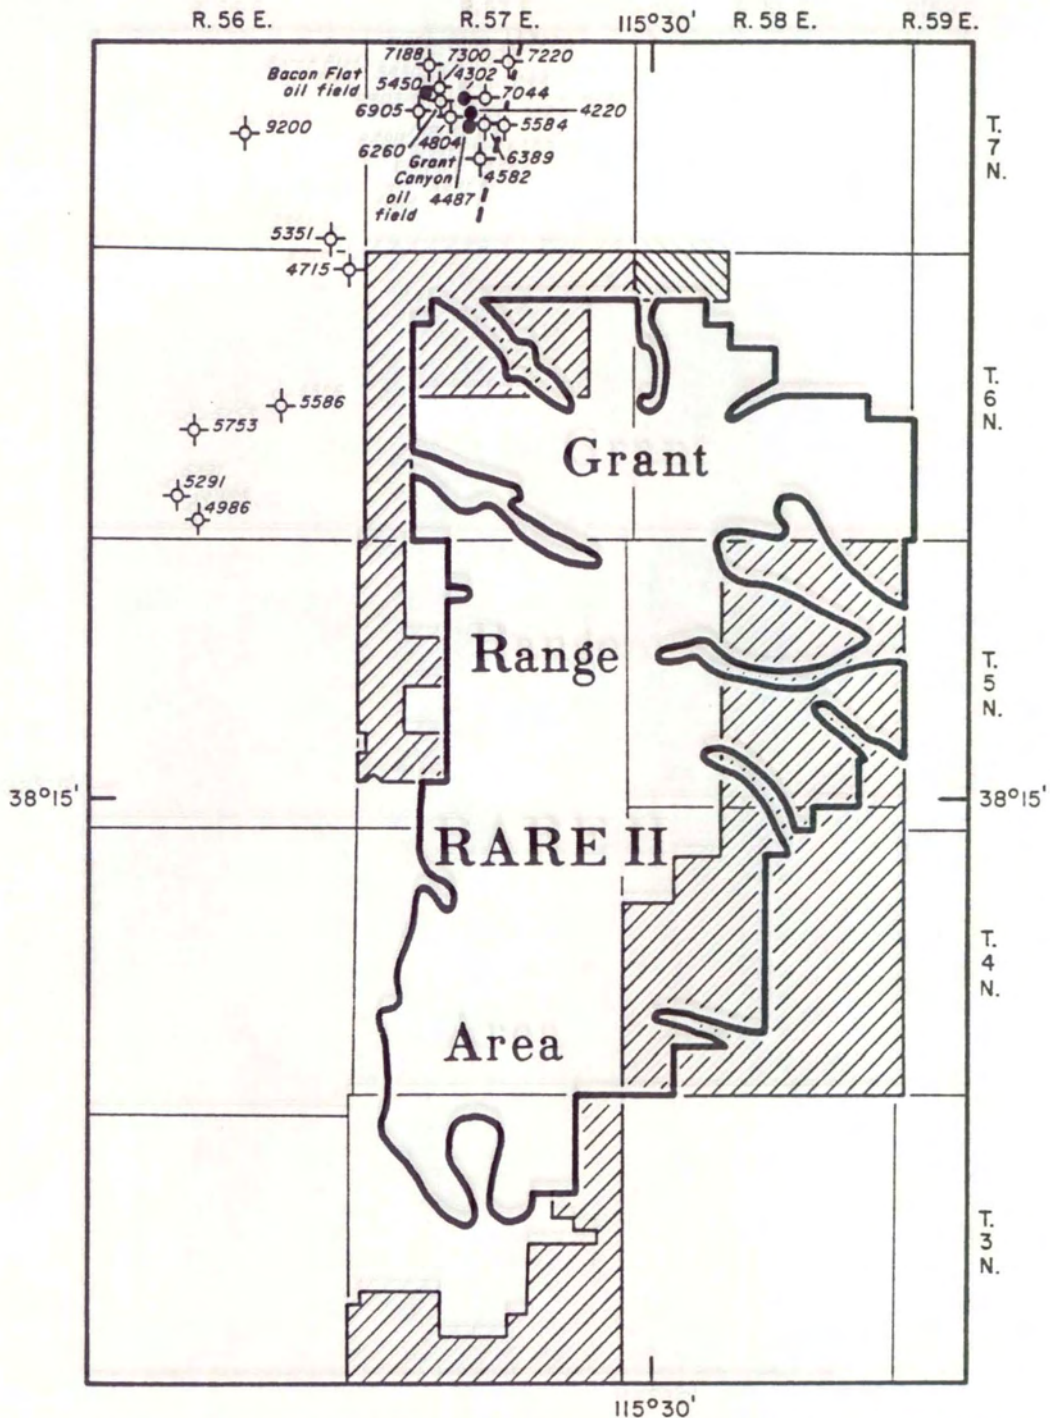 R. 56 E. R. 57 E. 115°30' R. 58 E. R. 59 E.
7188 7300 7220
Bacon Flat 4302
oil field 5450 7044
6905 4220
9200 4804 5584
6260 6389
Grant 4582
Canyon 4487
oil
field
T.
7
N.
5351
4715
5586
5753
T.
6
N.
Grant
5291
4986
Range
T.
5
N.
38°15' 38°15'
RARE II
T.
4
N.
Area
T.
3
N.
115°30'